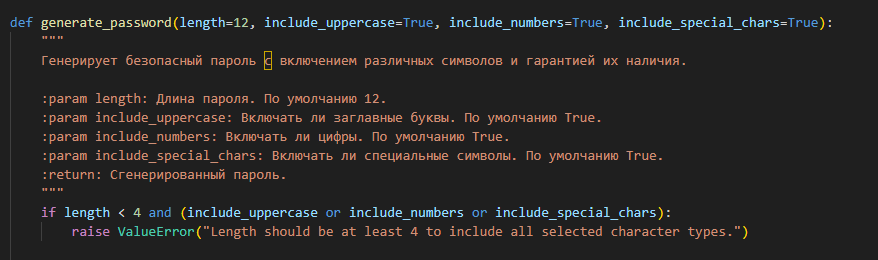 def generate_password(length=12, include_uppercase=True, include_numbers=True, include_special_chars=True):
"""
Генерирует безопасный пароль с включением различных символов и гарантией их наличия.
:param length: Длина пароля. По умолчанию 12.
:param include_uppercase: Включать ли заглавные буквы. По умолчанию True.
:param include_numbers: Включать ли цифры. По умолчанию True.
:param include_special_chars: Включать ли специальные символы. По умолчанию True.
:return: Сгенерированный пароль.
"""
if length < 4 and (include_uppercase or include_numbers or include_special_chars):
raise ValueError("Length should be at least 4 to include all selected character types.")